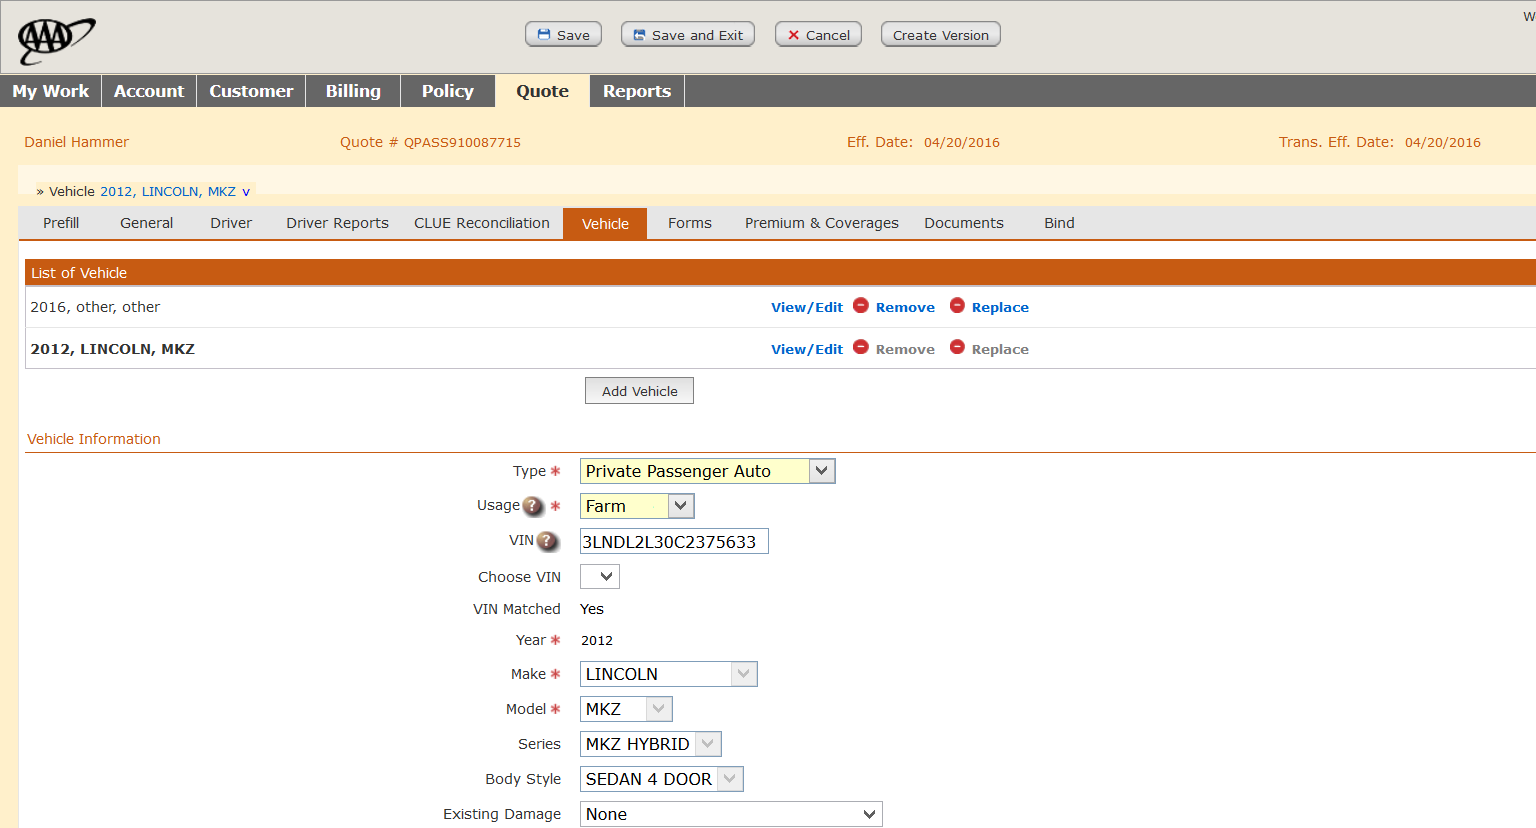 W
AAA
Save Save and Exit Cancel Create Version
My Work Account Customer Billing Policy Quote Reports
Daniel Hammer Quote # QPASS910087715 Eff. Date: 04/20/2016 Trans. Eff. Date: 04/20/2016
» Vehicle 2012, LINCOLN, MKZ v
Prefill General Driver Driver Reports CLUE Reconciliation Vehicle Forms Premium & Coverages Documents Bind
List of Vehicle
2016, other, other View/Edit Remove Replace
2012, LINCOLN, MKZ View/Edit Remove Replace
Add Vehicle
Vehicle Information
Type * Private Passenger Auto
Usage ? * Farm
VIN ? 3LNDL2L30C2375633
Choose VIN
VIN Matched Yes
Year * 2012
Make * LINCOLN
Model * MKZ
Series MKZ HYBRID
Body Style SEDAN 4 DOOR
Existing Damage None